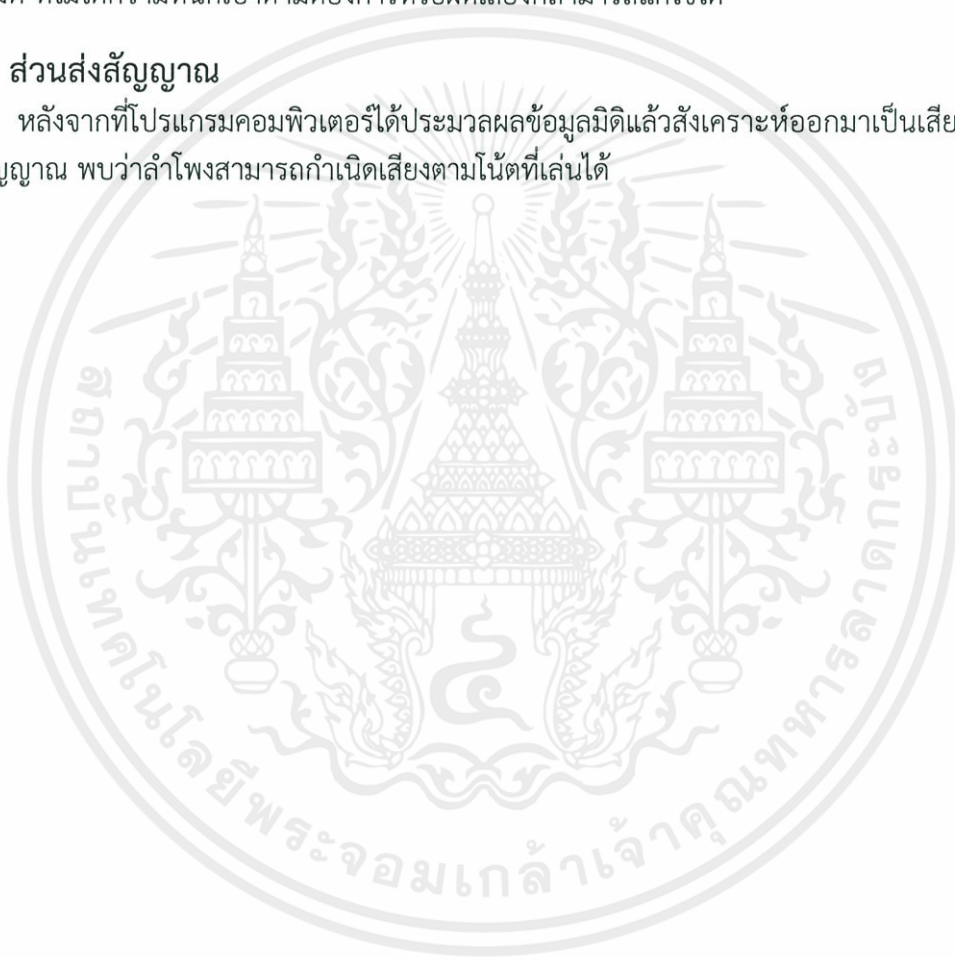 ส่วนส่งสัญญาณ
หลังจากที่โปรแกรมคอมพิวเตอร์ได้ประมวลผลข้อมูลมิดิแล้วสังเคราะห์ออกมาเป็นเสีย
ญญาณ พบว่าลำโพงสามารถกำเนิดเสียงตามโน้ตที่เล่นได้
สถาบันเทคโนโลยีพระจอมเกล้าเจ้าคุณทหารลาดกระบัง